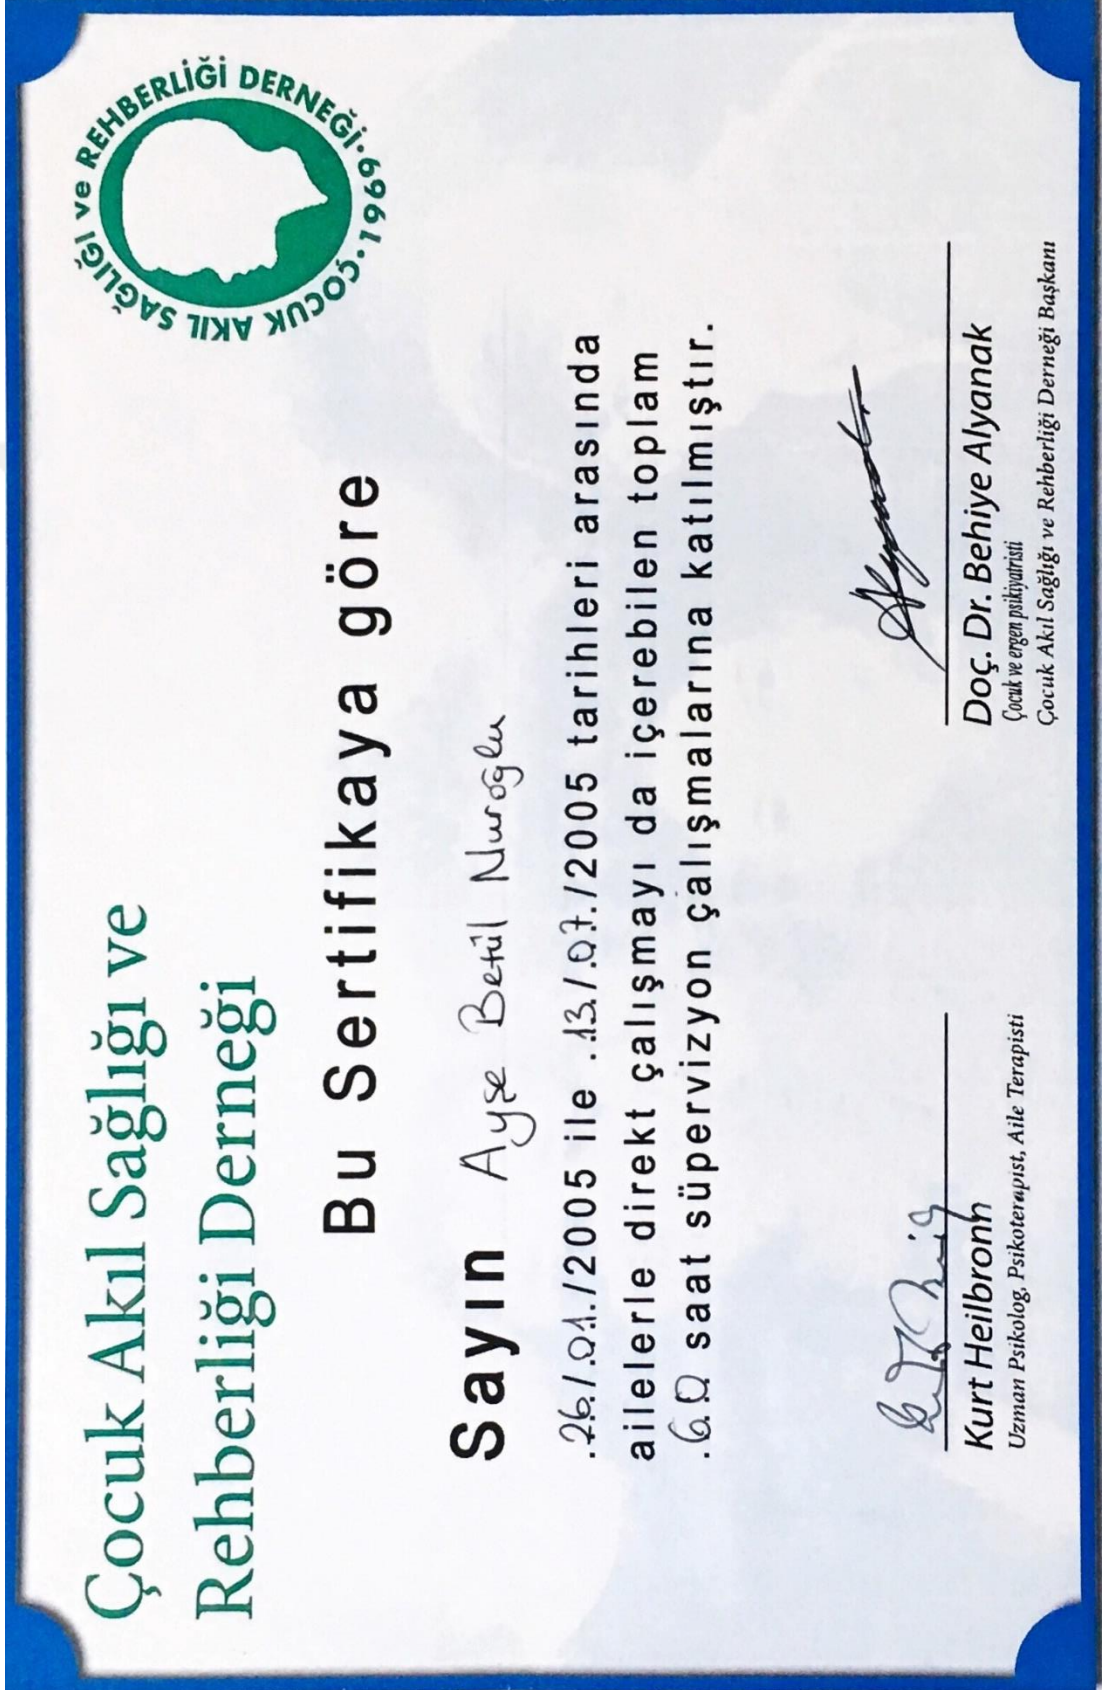 Çocuk Akıl Sağlığı ve
Rehberliği Derneği
ÇOCUK AKIL SAĞLIĞI ve REHBERLİĞİ DERNEĞİ·1969·
Bu Sertifikaya göre
Sayın Ayşe Betül Nuroğlu
.26/.01./2005 ile .13./.07./2005 tarihleri arasında
ailelerle direkt çalışmayı da içerebilen toplam
.60 saat süpervizyon çalışmalarına katılmıştır.
Kurt Heilbronn
Uzman Psikolog, Psikoterapist, Aile Terapisti
Doç. Dr. Behiye Alyanak
Çocuk ve ergen psikiyatristi
Çocuk Akıl Sağlığı ve Rehberliği Derneği Başkanı